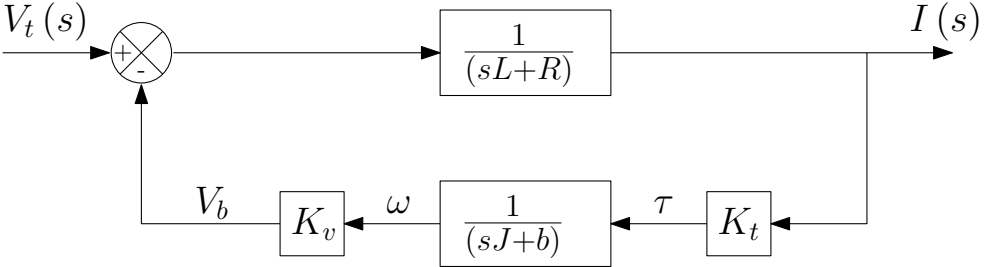 V_t (s)
I (s)
+
-
1
(sL+R)
V_b
K_v
ω
1
(sJ+b)
τ
K_t